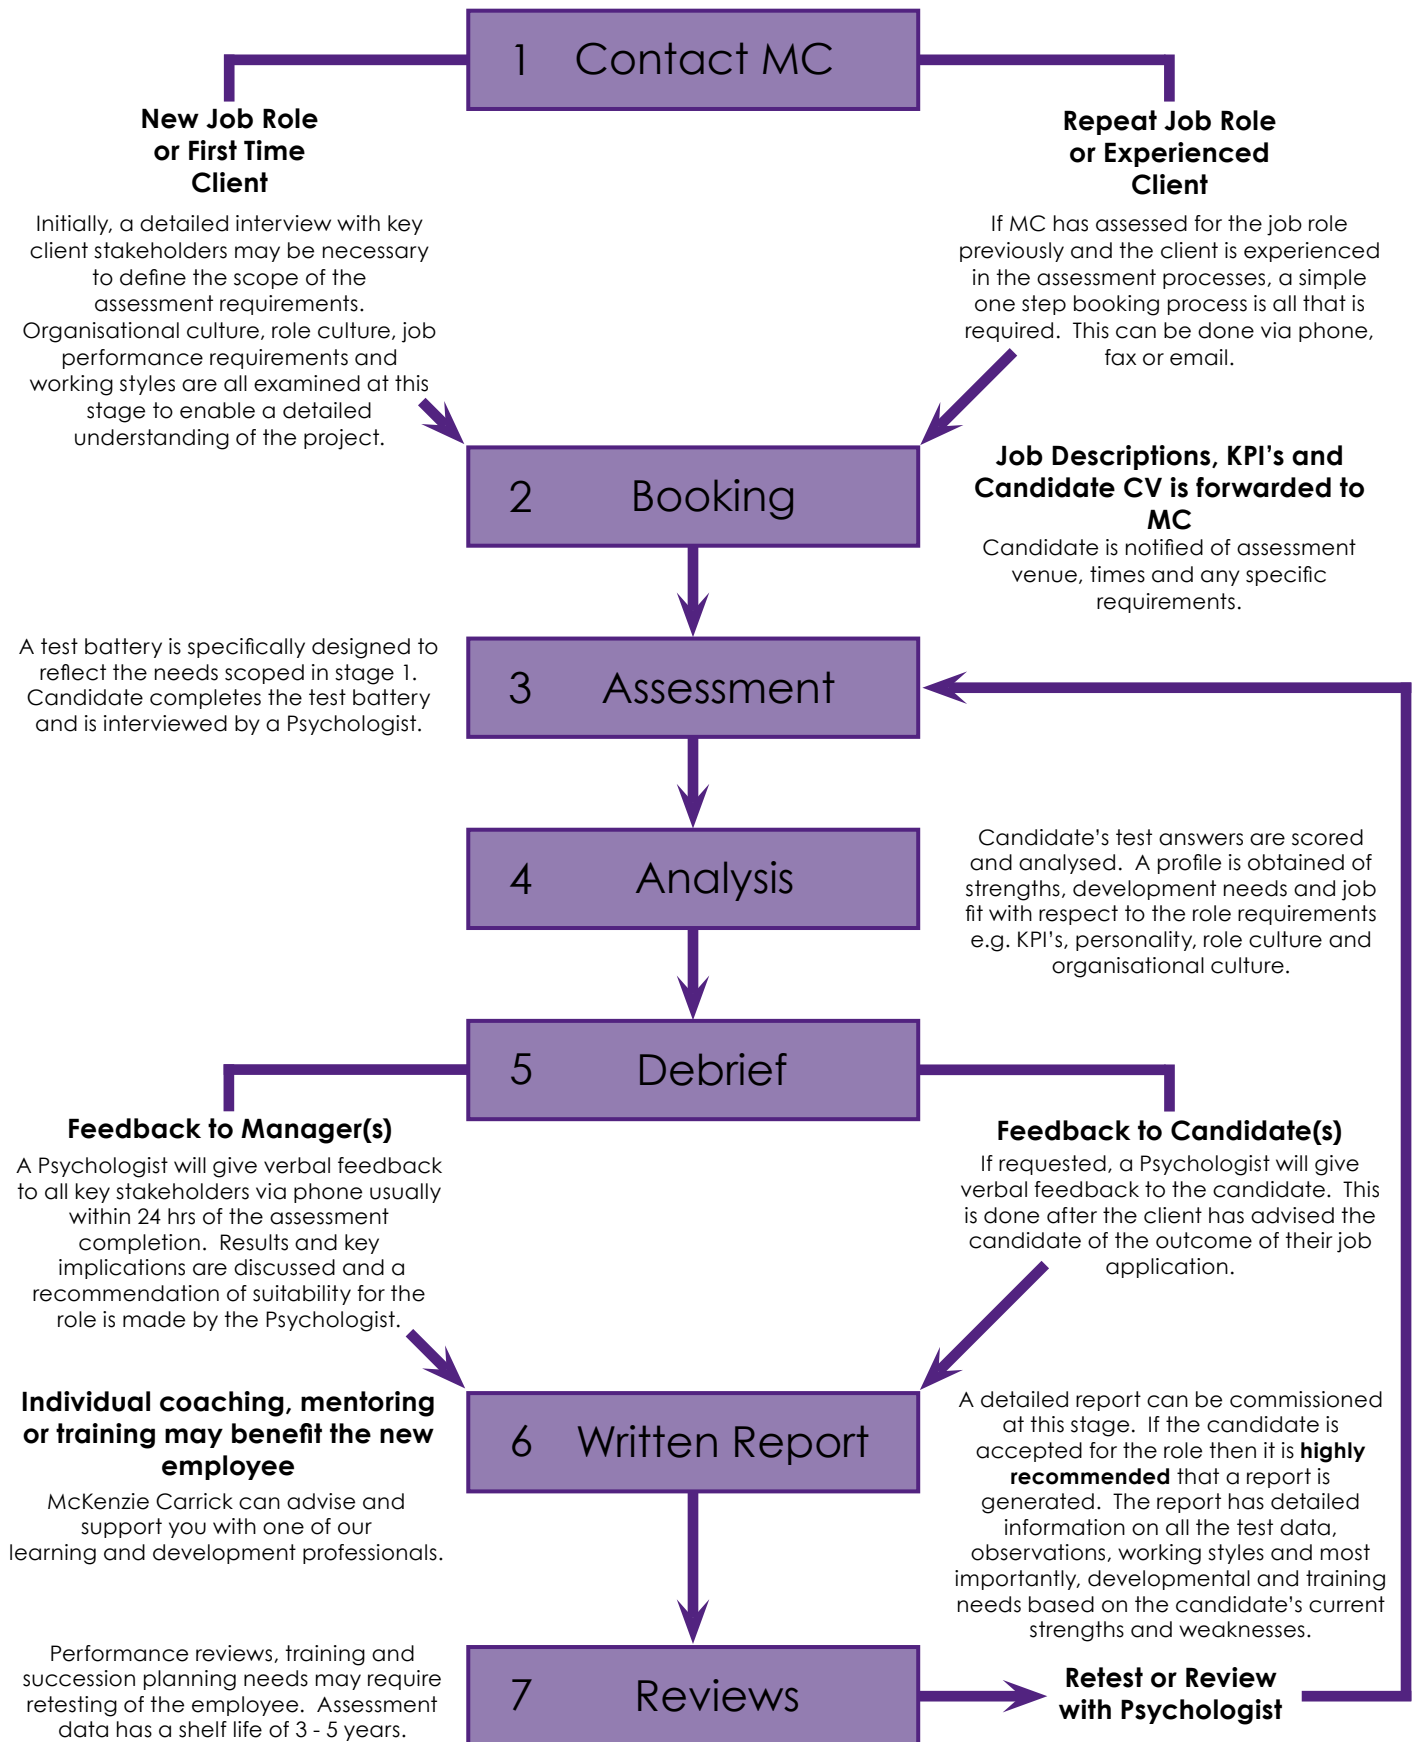 1 Contact MC
New Job Role
or First Time
Client
Initially, a detailed interview with key
client stakeholders may be necessary
to define the scope of the
assessment requirements.
Organisational culture, role culture, job
performance requirements and
working styles are all examined at this
stage to enable a detailed
understanding of the project.
Repeat Job Role
or Experienced
Client
If MC has assessed for the job role
previously and the client is experienced
in the assessment processes, a simple
one step booking process is all that is
required.  This can be done via phone,
fax or email.
2 Booking
Job Descriptions, KPI's and
Candidate CV is forwarded to
MC
Candidate is notified of assessment
venue, times and any specific
requirements.
A test battery is specifically designed to
reflect the needs scoped in stage 1.
Candidate completes the test battery
and is interviewed by a Psychologist.
3 Assessment
4 Analysis
Candidate's test answers are scored
and analysed.  A profile is obtained of
strengths, development needs and job
fit with respect to the role requirements
e.g. KPI's, personality, role culture and
organisational culture.
5 Debrief
Feedback to Manager(s)
A Psychologist will give verbal feedback
to all key stakeholders via phone usually
within 24 hrs of the assessment
completion.  Results and key
implications are discussed and a
recommendation of suitability for the
role is made by the Psychologist.
Feedback to Candidate(s)
If requested, a Psychologist will give
verbal feedback to the candidate.  This
is done after the client has advised the
candidate of the outcome of their job
application.
Individual coaching, mentoring
or training may benefit the new
employee
McKenzie Carrick can advise and
support you with one of our
learning and development professionals.
6 Written Report
A detailed report can be commissioned
at this stage.  If the candidate is
accepted for the role then it is highly
recommended that a report is
generated.  The report has detailed
information on all the test data,
observations, working styles and most
importantly, developmental and training
needs based on the candidate's current
strengths and weaknesses.
Performance reviews, training and
succession planning needs may require
retesting of the employee.  Assessment
data has a shelf life of 3 - 5 years.
7 Reviews
Retest or Review
with Psychologist